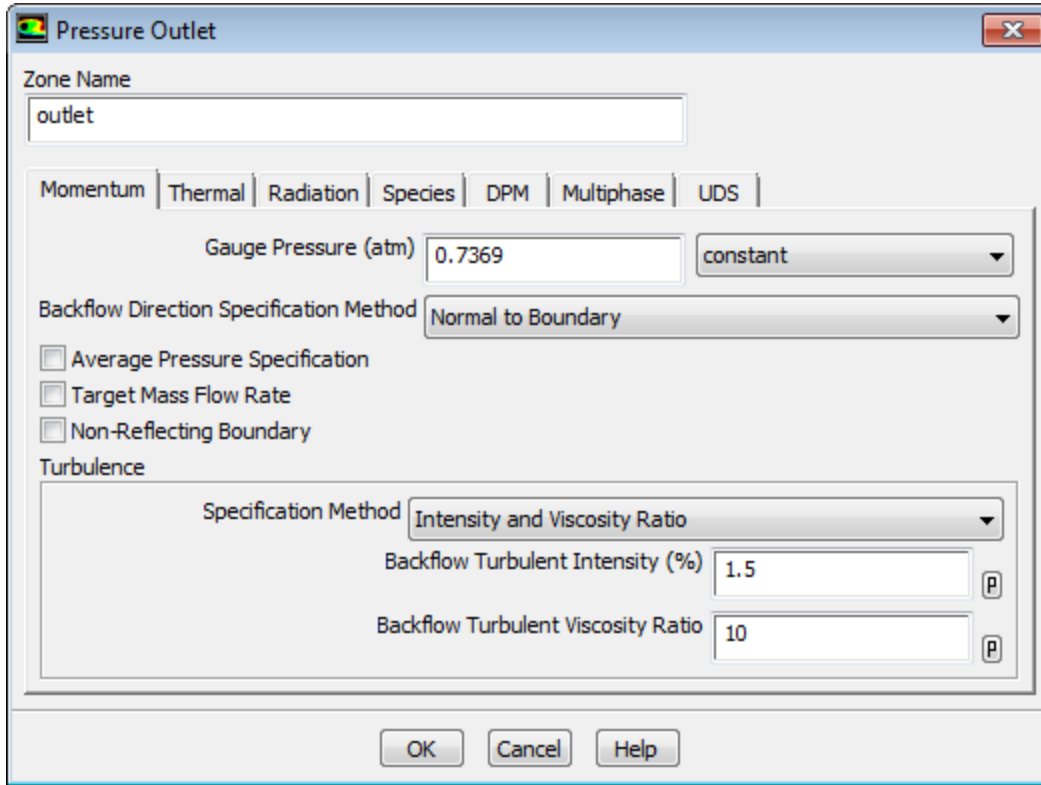 Pressure Outlet
Zone Name
outlet
Momentum Thermal Radiation Species DPM Multiphase UDS
Gauge Pressure (atm) 0.7369 constant
Backflow Direction Specification Method Normal to Boundary
Average Pressure Specification
Target Mass Flow Rate
Non-Reflecting Boundary
Turbulence
Specification Method Intensity and Viscosity Ratio
Backflow Turbulent Intensity (%) 1.5 P
Backflow Turbulent Viscosity Ratio 10 P
OK Cancel Help